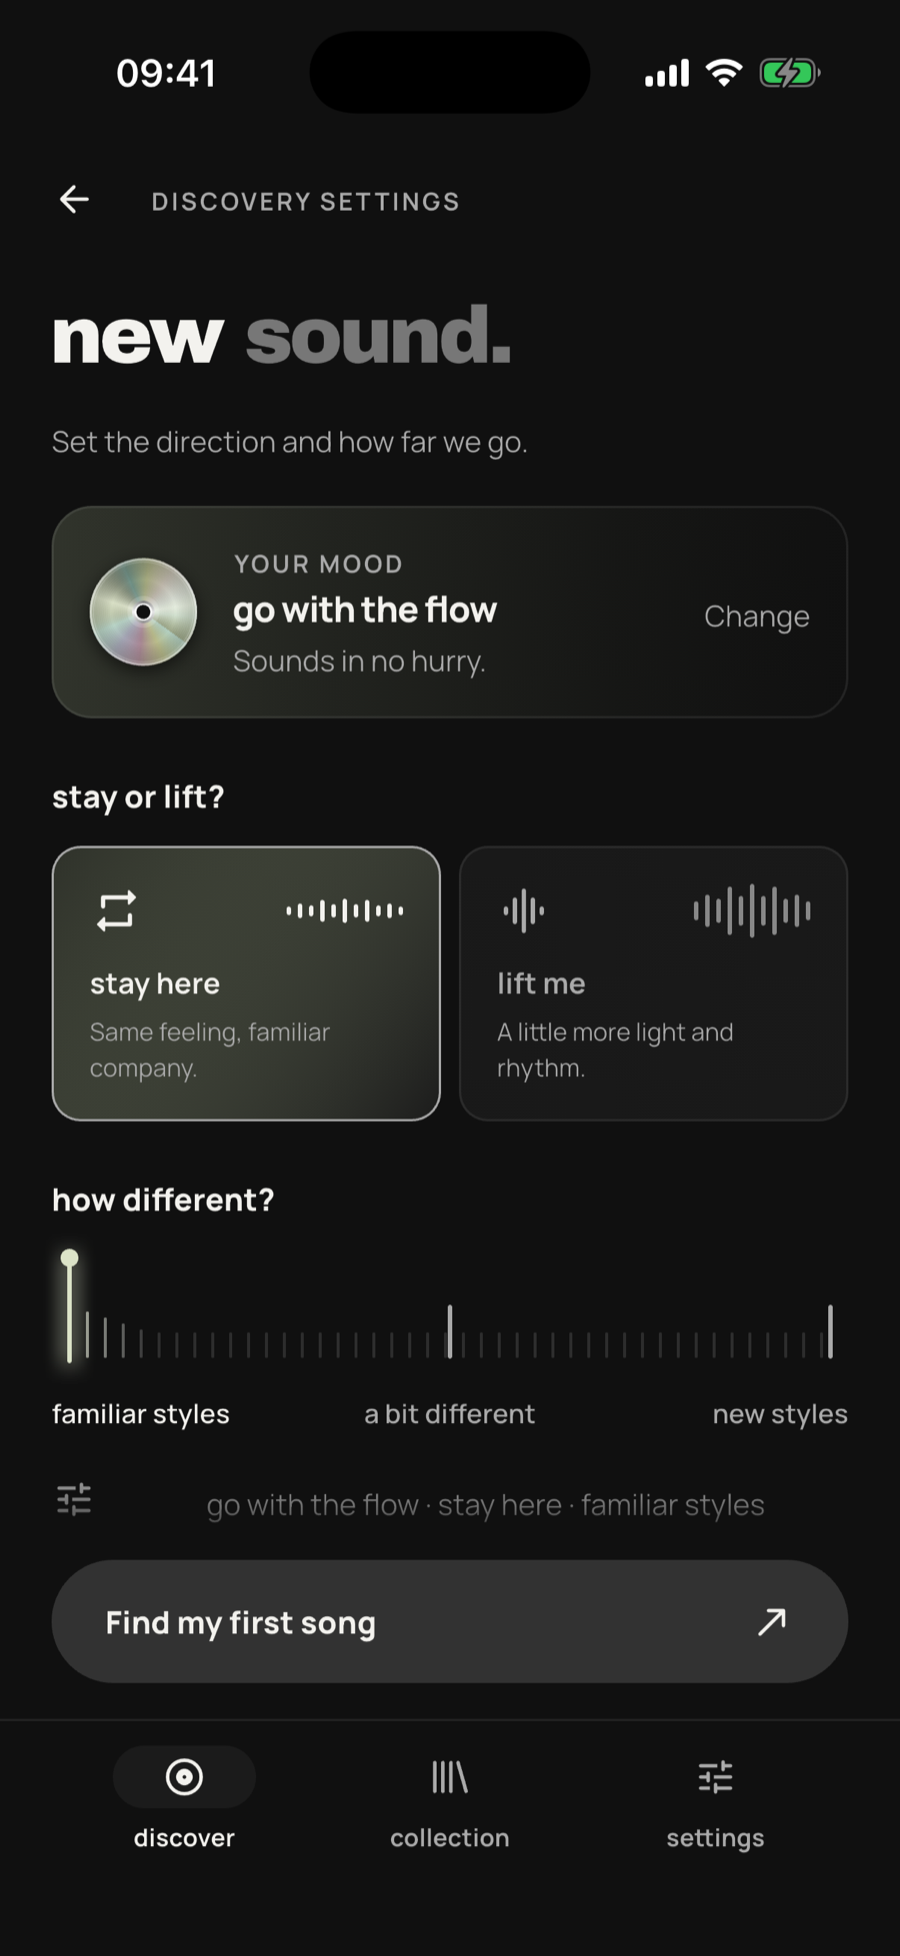 09:41
DISCOVERY SETTINGS
new sound.
Set the direction and how far we go.
YOUR MOOD
go with the flow
Sounds in no hurry.
Change
stay or lift?
stay here
Same feeling, familiar
company.
lift me
A little more light and
rhythm.
how different?
familiar styles
a bit different
new styles
go with the flow · stay here · familiar styles
Find my first song
discover
collection
settings